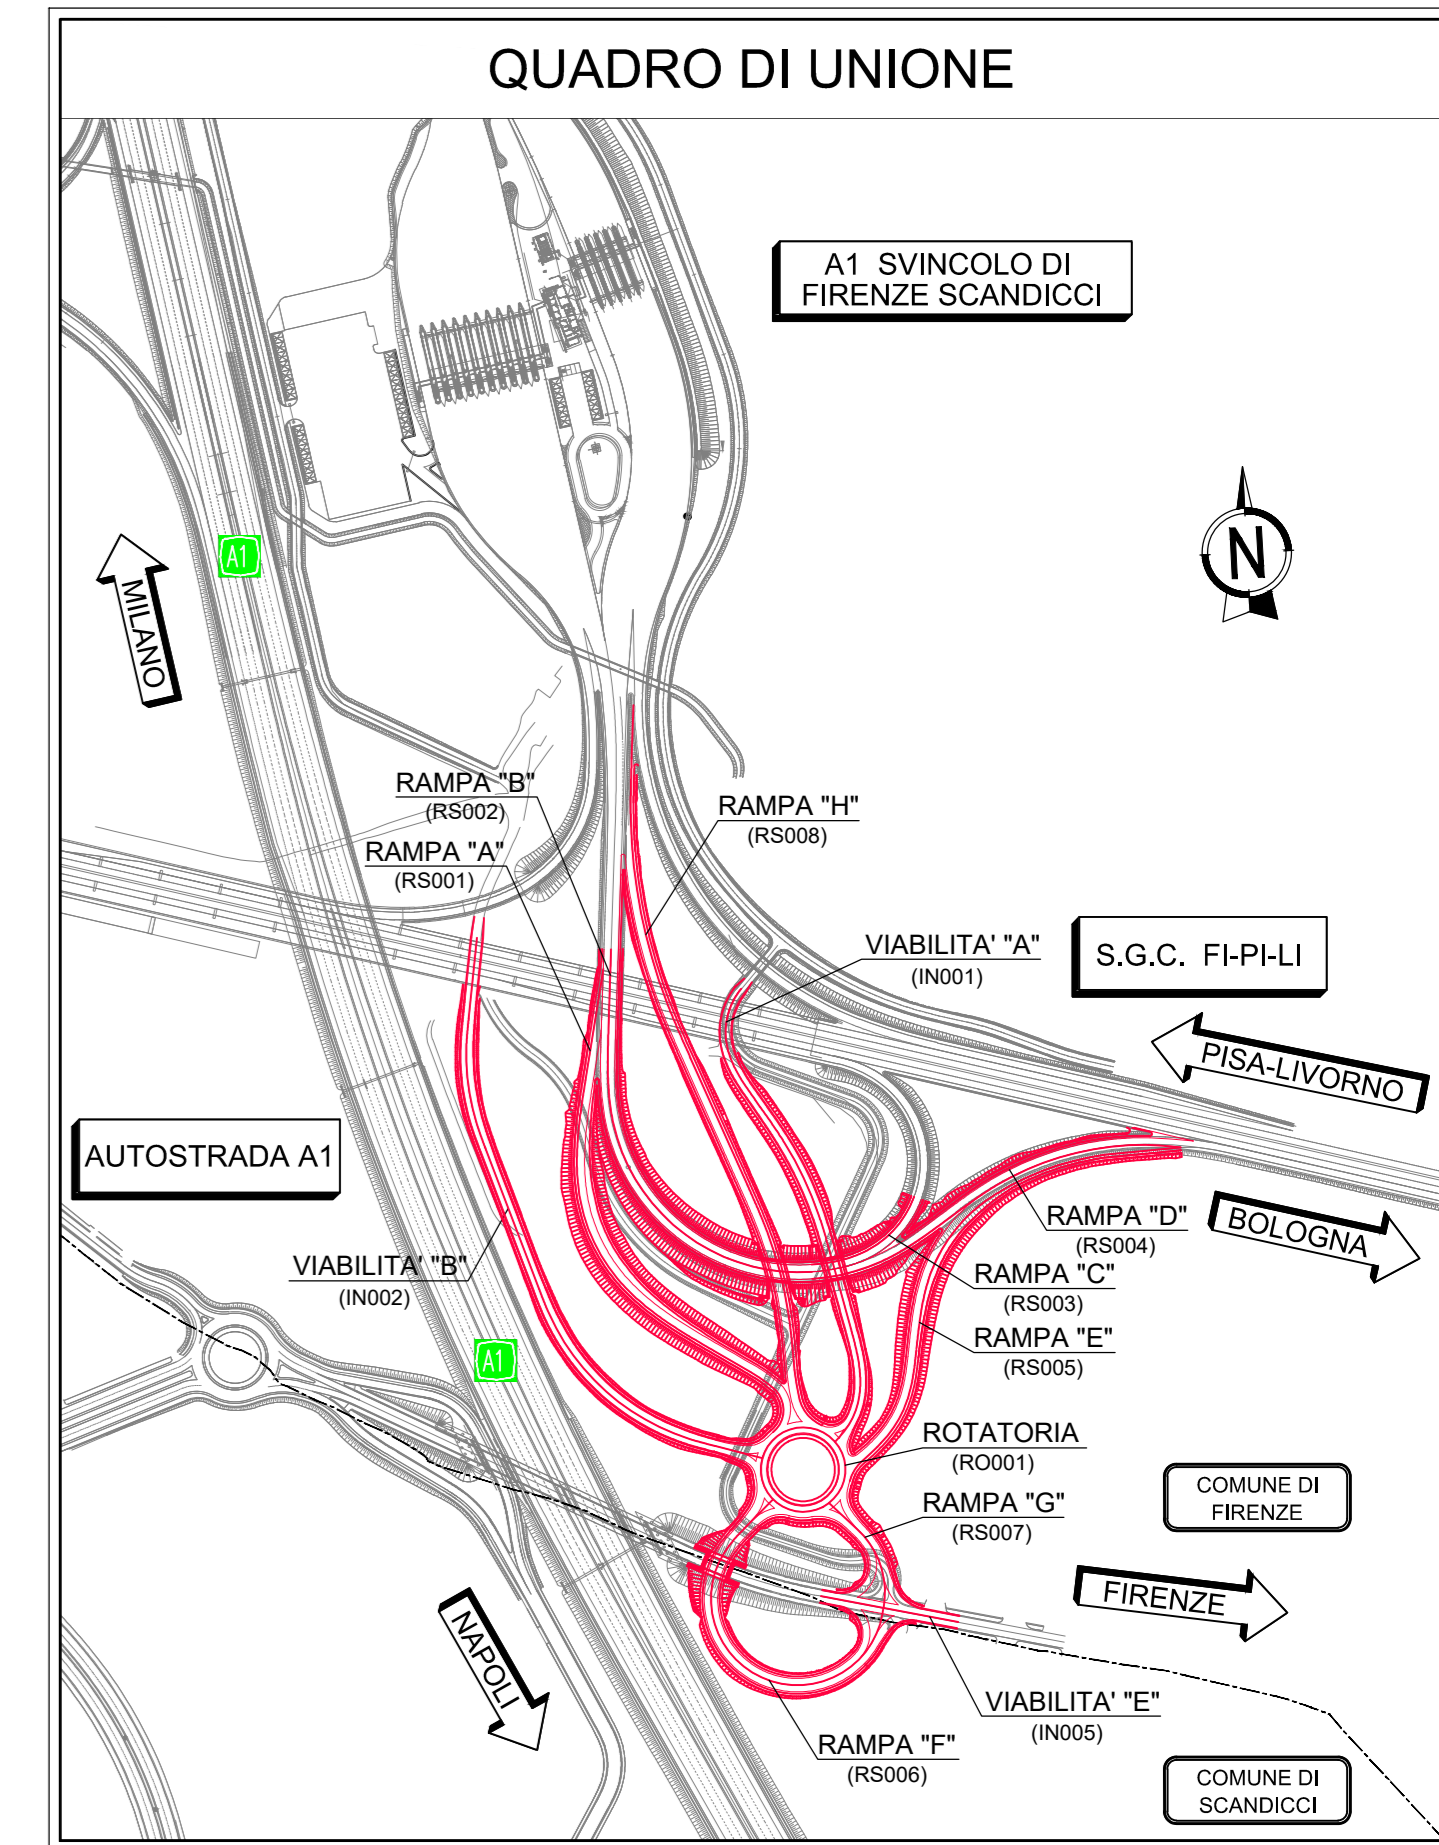 QUADRO DI UNIONE
A1 SVINCOLO DI
FIRENZE SCANDICCI
N
A1
MILANO
RAMPA "B"
(RS002)
RAMPA "H"
(RS008)
RAMPA "A"
(RS001)
VIABILITA' "A"
(IN001)
S.G.C. FI-PI-LI
PISA-LIVORNO
AUTOSTRADA A1
RAMPA "D"
(RS004)
BOLOGNA
VIABILITA' "B"
(IN002)
RAMPA "C"
(RS003)
RAMPA "E"
(RS005)
A1
ROTATORIA
(RO001)
COMUNE DI
FIRENZE
RAMPA "G"
(RS007)
FIRENZE
NAPOLI
VIABILITA' "E"
(IN005)
RAMPA "F"
(RS006)
COMUNE DI
SCANDICCI